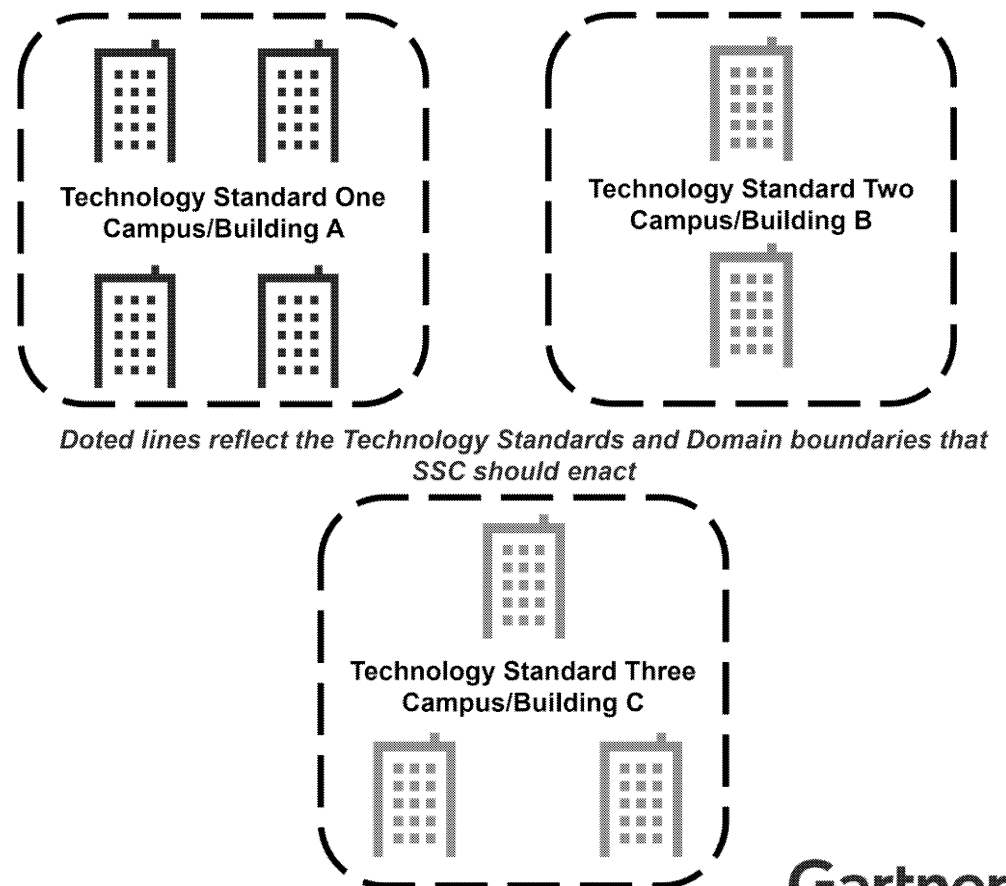 Technology Standard One
Campus/Building A
Technology Standard Two
Campus/Building B
Doted lines reflect the Technology Standards and Domain boundaries that
SSC should enact
Technology Standard Three
Campus/Building C
Gartner